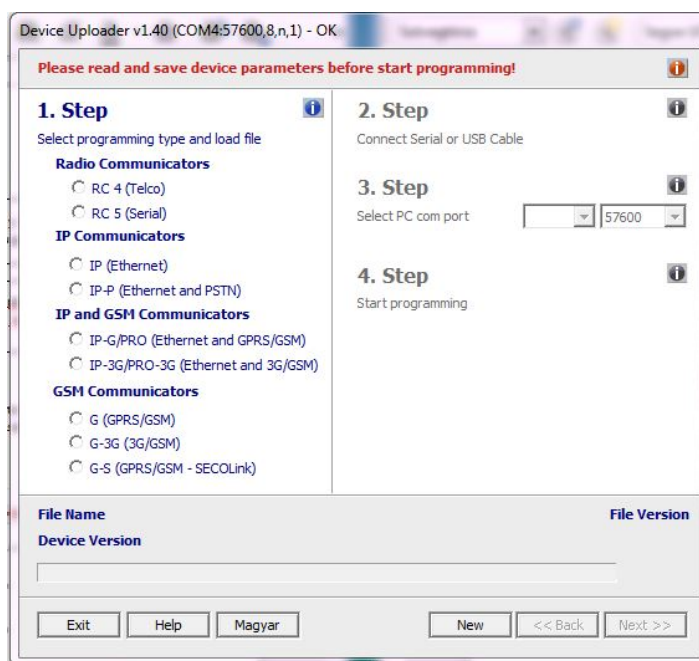 Device Uploader v1.40 (COM4:57600,8,n,1) - OK
Please read and save device parameters before start programming!
1. Step
Select programming type and load file
Radio Communicators
RC 4 (Telco)
RC 5 (Serial)
IP Communicators
IP (Ethernet)
IP-P (Ethernet and PSTN)
IP and GSM Communicators
IP-G/PRO (Ethernet and GPRS/GSM)
IP-3G/PRO-3G (Ethernet and 3G/GSM)
GSM Communicators
G (GPRS/GSM)
G-3G (3G/GSM)
G-S (GPRS/GSM - SECOLink)
2. Step
Connect Serial or USB Cable
3. Step
Select PC com port 57600
4. Step
Start programming
File Name File Version
Device Version
Exit Help Magyar New << Back Next >>